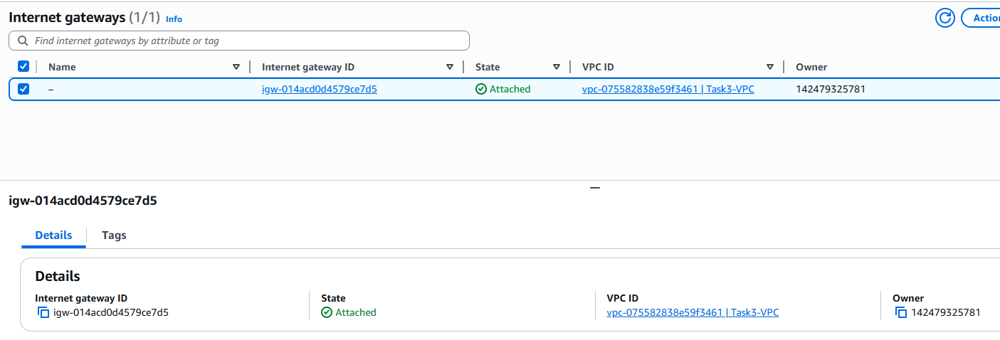 Internet gateways (1/1) Info
Find internet gateways by attribute or tag
Name Internet gateway ID State VPC ID Owner
– igw-014acd0d4579ce7d5 Attached vpc-075582838e59f3461 | Task3-VPC 142479325781
igw-014acd0d4579ce7d5
Details Tags
Details
Internet gateway ID State VPC ID Owner
igw-014acd0d4579ce7d5 Attached vpc-075582838e59f3461 | Task3-VPC 142479325781